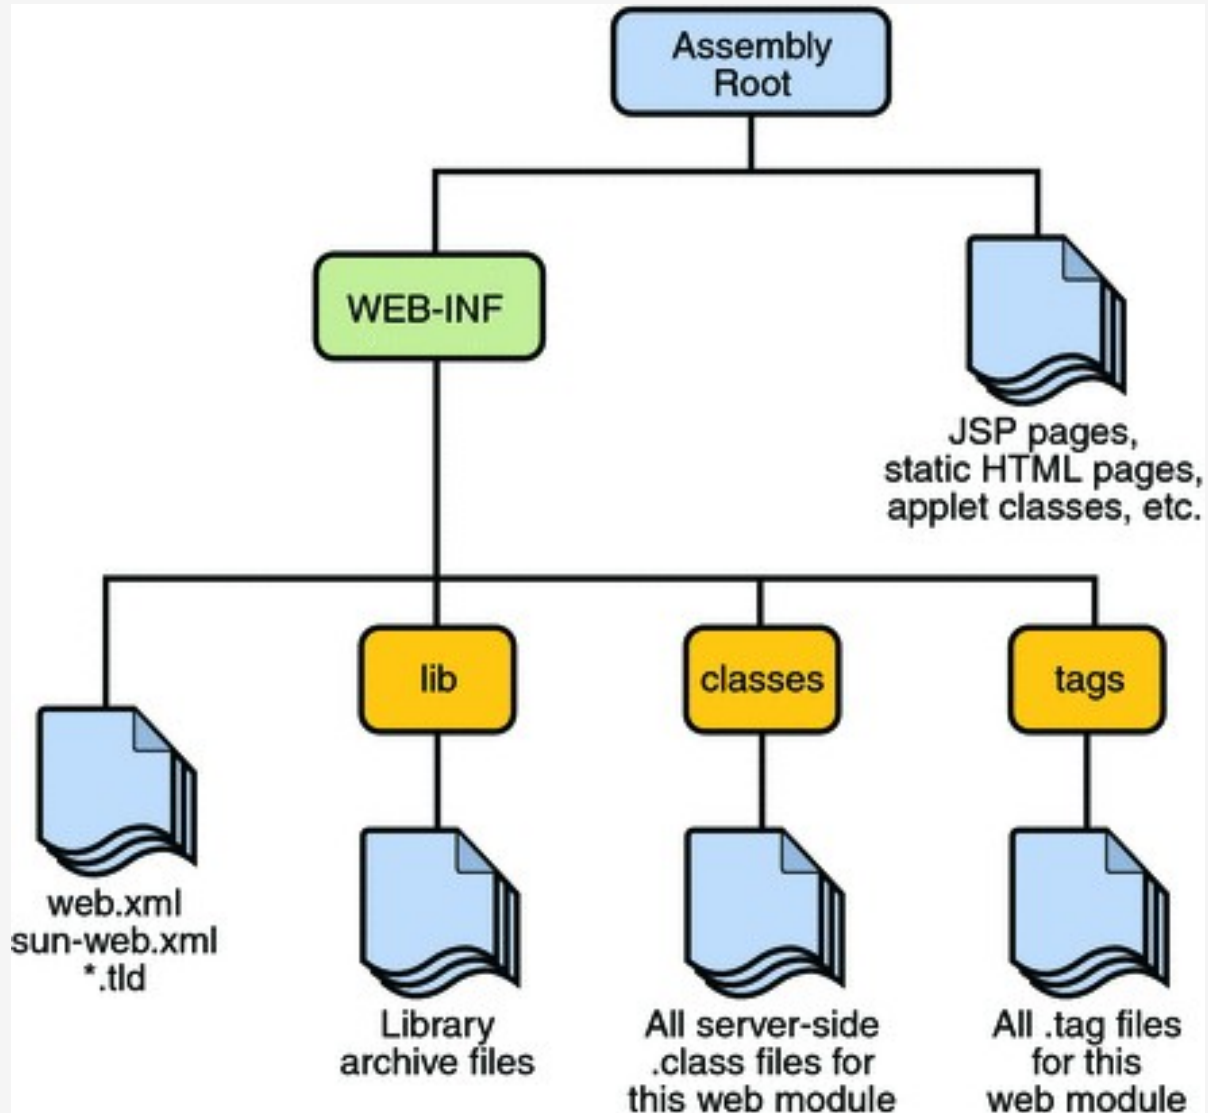 Assembly
Root
WEB-INF
JSP pages,
static HTML pages,
applet classes, etc.
lib
classes
tags
web.xml
sun-web.xml
*.tld
Library
archive files
All server-side
.class files for
this web module
All .tag files
for this
web module